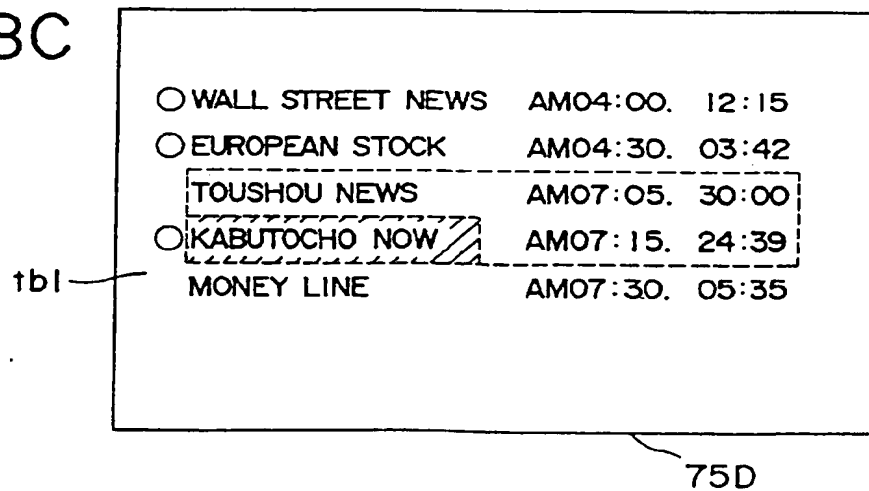 8C
○ WALL STREET NEWS AM04:00. 12:15
○ EUROPEAN STOCK AM04:30. 03:42
TOUSHOU NEWS AM07:05. 30:00
○ KABUTOCHO NOW AM07:15. 24:39
tbl
MONEY LINE AM07:30. 05:35
75D